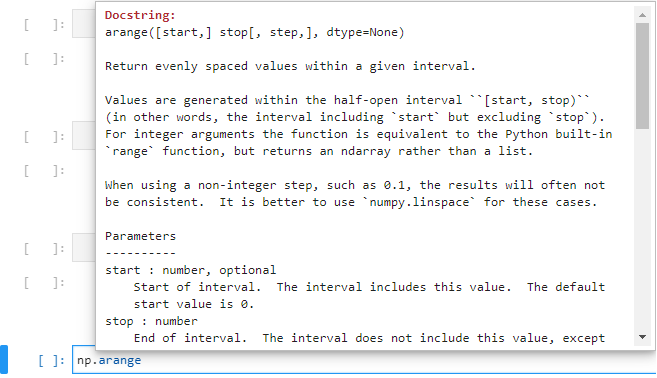 Docstring:
[ ]:
arange([start,] stop[, step,], dtype=None)
[ ]:
Return evenly spaced values within a given interval.
Values are generated within the half-open interval ``[start, stop)``
(in other words, the interval including `start` but excluding `stop`).
[ ]:
For integer arguments the function is equivalent to the Python built-in
`range` function, but returns an ndarray rather than a list.
[ ]:
When using a non-integer step, such as 0.1, the results will often not
be consistent.  It is better to use `numpy.linspace` for these cases.
Parameters
[ ]:
----------
start : number, optional
[ ]:
Start of interval.  The interval includes this value.  The default
start value is 0.
stop : number
End of interval.  The interval does not include this value, except
[ ]: np.arange